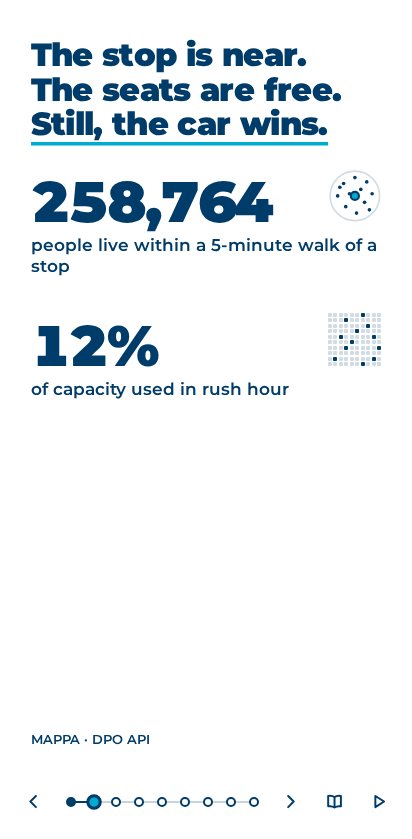 The stop is near.
The seats are free.
Still, the car wins.
258,764
people live within a 5-minute walk of a
stop
12%
of capacity used in rush hour
MAPPA · DPO API